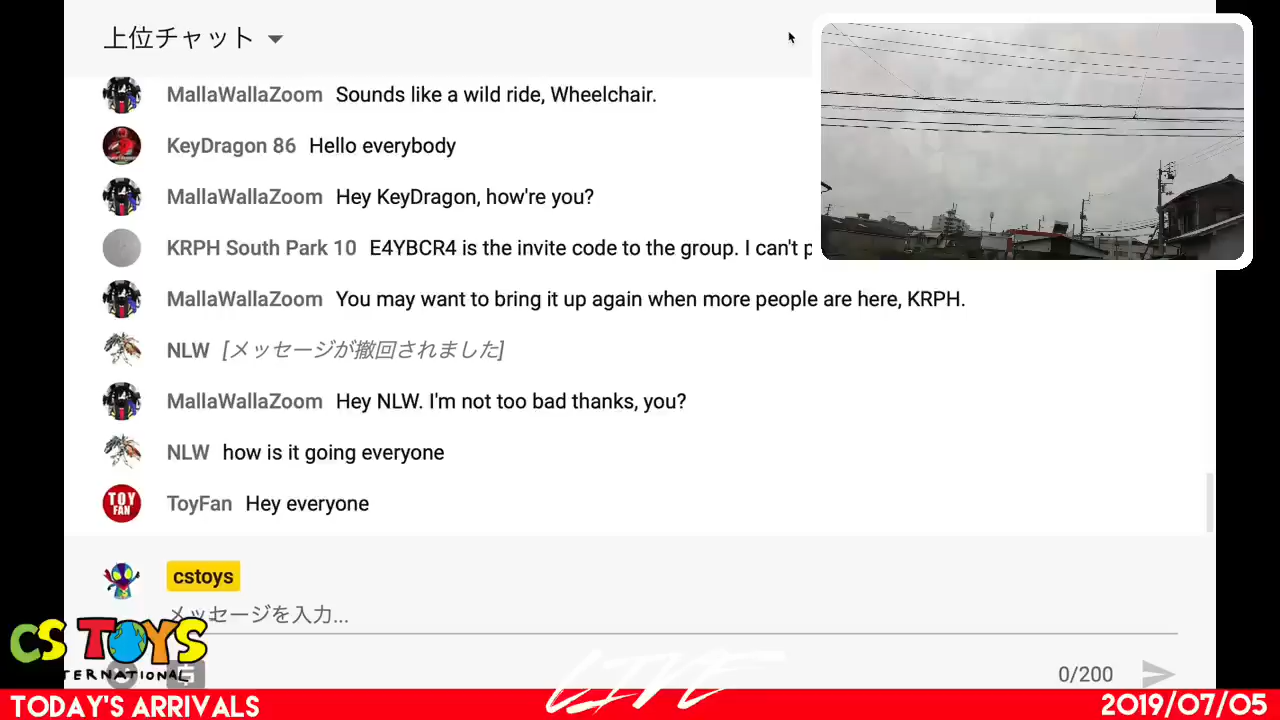 上位チャット
MallaWallaZoom Sounds like a wild ride, Wheelchair.
KeyDragon 86 Hello everybody
MallaWallaZoom Hey KeyDragon, how're you?
KRPH South Park 10 E4YBCR4 is the invite code to the group. I can't p
MallaWallaZoom You may want to bring it up again when more people are here, KRPH.
NLW [メッセージが撤回されました]
MallaWallaZoom Hey NLW. I'm not too bad thanks, you?
NLW how is it going everyone
TOY FAN
ToyFan Hey everyone
cstoys
メッセージを入力...
CS TOYS
TERNATIONAL
0/200
LIVE
TODAY'S ARRIVALS
2019/07/05